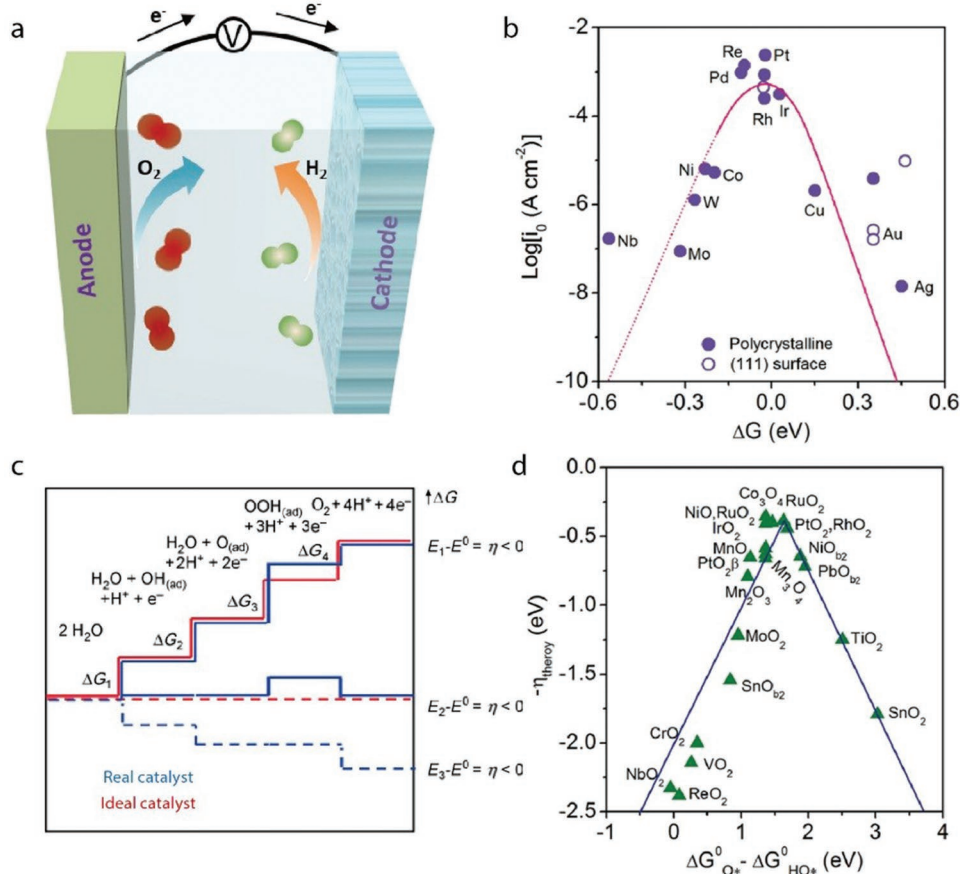 a
e-
e-
V
O2
H2
Anode
Cathode
b
Log[i0 (A cm-2)]
-2
-4
-6
-8
-10
Re
Pt
Pd
Rh
Ir
Ni
Co
W
Cu
Nb
Mo
Au
Ag
Polycrystalline
(111) surface
-0.6
-0.3
0.0
0.3
0.6
ΔG (eV)
c
↑ΔG
OOH(ad) O2 + 4H+ + 4e−
+ 3H+ + 3e−
H2O + O(ad)
+2H+ + 2e−
H2O + OH(ad)
+H+ + e−
2 H2O
ΔG1
ΔG2
ΔG3
ΔG4
E1-E0 = η < 0
E2-E0 = η < 0
E3-E0 = η < 0
Real catalyst
Ideal catalyst
d
-ηtheroy (eV)
0.0
-0.5
-1.0
-1.5
-2.0
-2.5
Co3O4 RuO2
NiO,RuO2
PtO2,RhO2
IrO2
MnO
NiOb2
PtO2β
PbOb2
Mn3O4
Mn2O3
MoO2
TiO2
SnOb2
SnO2
CrO2
VO2
NbO2
ReO2
-1
0
1
2
3
4
ΔG0O*- ΔG0HO* (eV)